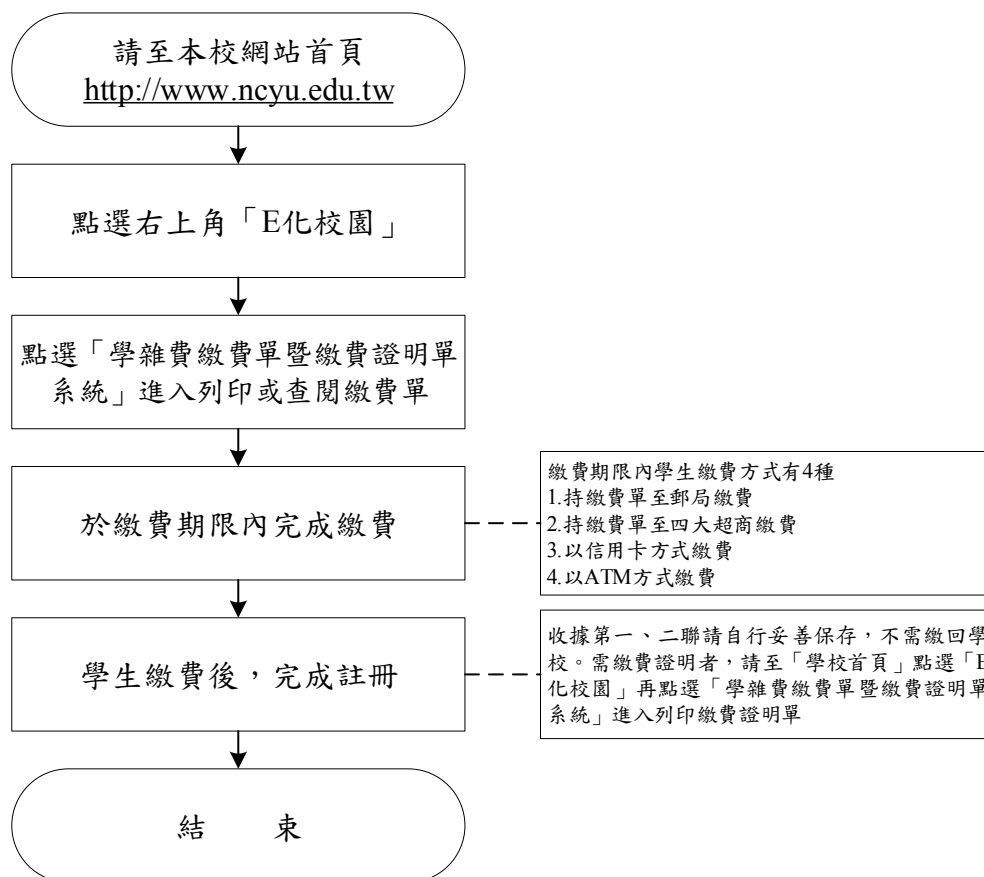 請至本校網站首頁
http://www.ncyu.edu.tw
點選右上角「E化校園」
點選「學雜費繳費單暨繳費證明單
系統」進入列印或查閱繳費單
於繳費期限內完成繳費
繳費期限內學生繳費方式有4種
1.持繳費單至郵局繳費
2.持繳費單至四大超商繳費
3.以信用卡方式繳費
4.以ATM方式繳費
學生繳費後，完成註冊
收據第一、二聯請自行妥善保存，不需繳回學
校。需繳費證明者，請至「學校首頁」點選「E
化校園」再點選「學雜費繳費單暨繳費證明單
系統」進入列印繳費證明單
結　束